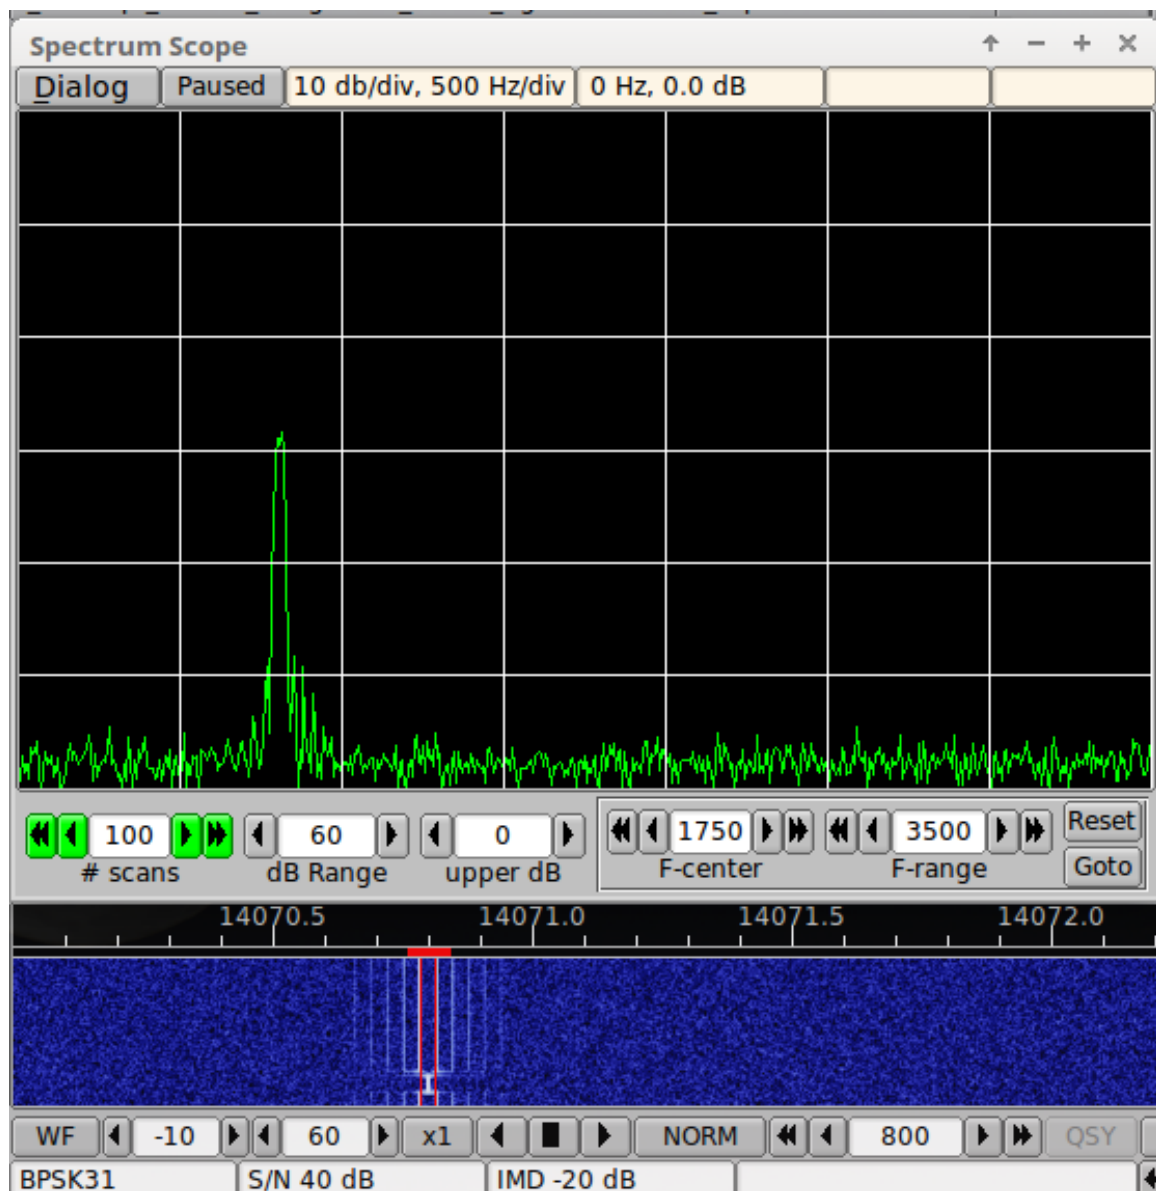 Spectrum Scope
Dialog Paused 10 db/div, 500 Hz/div 0 Hz, 0.0 dB
100 60 0 1750 3500 Reset
# scans dB Range upper dB F-center F-range Goto
14070.5 14071.0 14071.5 14072.0
WF -10 60 x1 NORM 800 QSY
BPSK31 S/N 40 dB IMD -20 dB